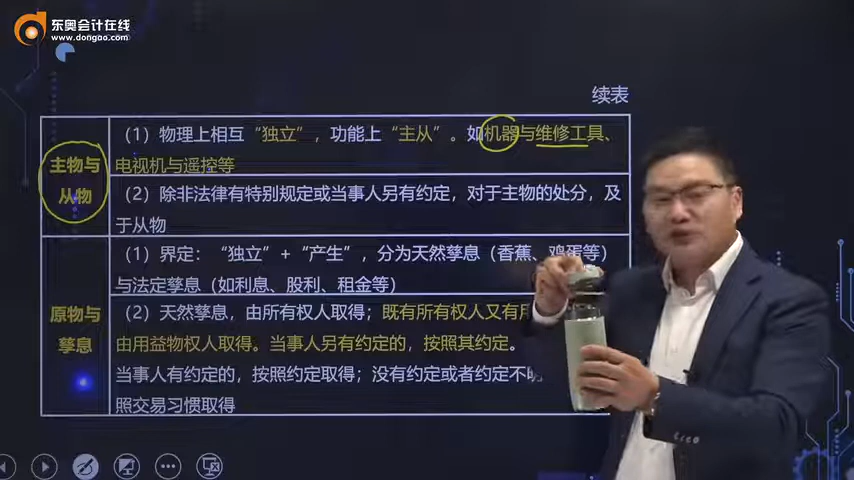 东奥会计在线
www.dongao.com
续表
主物与
从物
（1）物理上相互“独立”，功能上“主从”。如机器与维修工具、
电视机与遥控等
（2）除非法律有特别规定或当事人另有约定，对于主物的处分，及
于从物
原物与
孳息
（1）界定：“独立”+“产生”，分为天然孳息（香蕉、鸡蛋等）
与法定孳息（如利息、股利、租金等）
（2）天然孳息，由所有权人取得；既有所有权人又有用
由用益物权人取得。当事人另有约定的，按照其约定。
当事人有约定的，按照约定取得；没有约定或者约定不明
照交易习惯取得